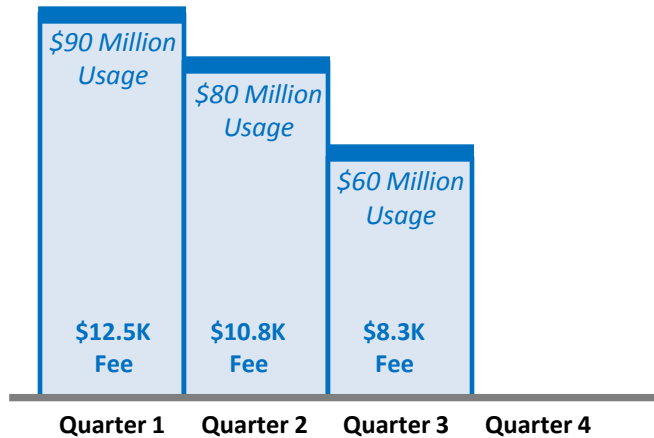 $90 Million
Usage
$80 Million
Usage
$60 Million
Usage
$12.5K
Fee
$10.8K
Fee
$8.3K
Fee
Quarter 1
Quarter 2
Quarter 3
Quarter 4